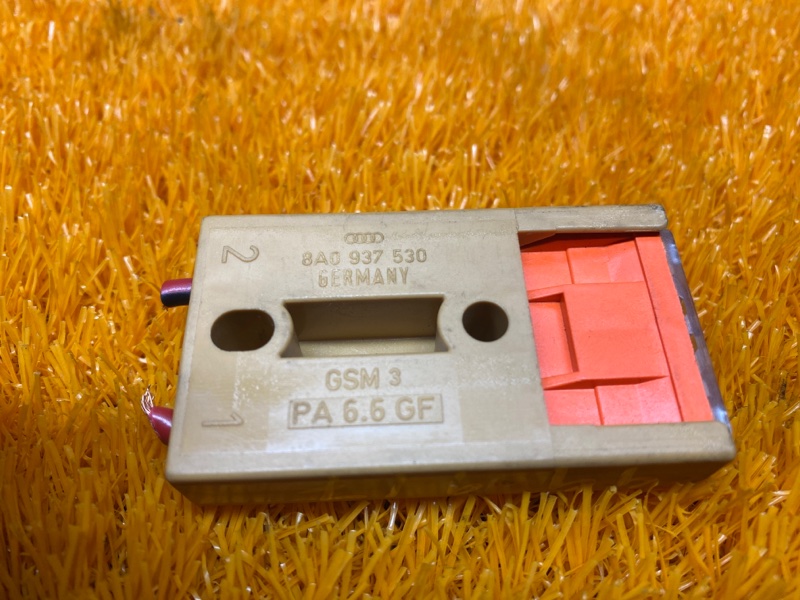 2
8A0 937 530
GERMANY
GSM 3
PA 6.6 GF
1